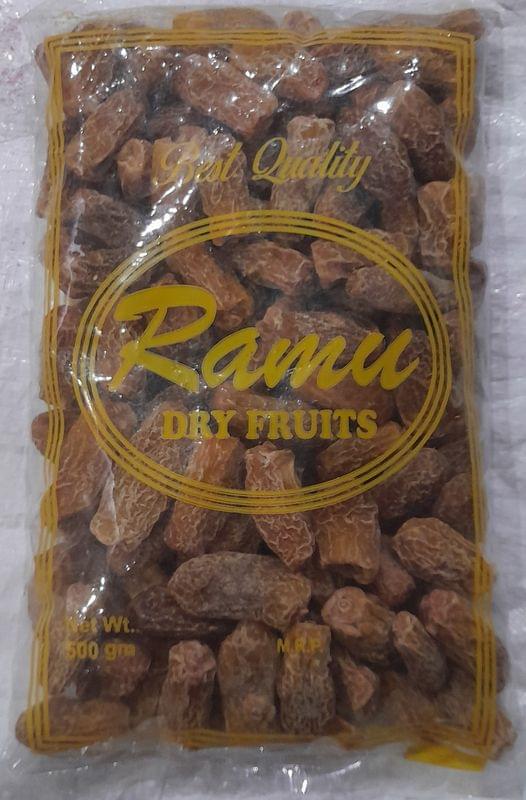 Best Quality
Ramu
DRY FRUITS
Net Wt.:
500 gm
M.R.P.